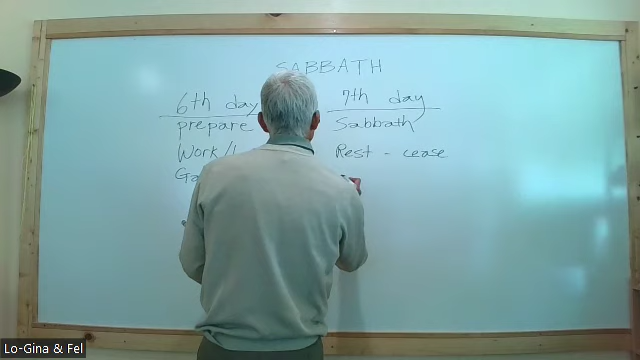 SABBATH
6th day 7th day
prepare Sabbath
Work/ Rest - cease
Lo-Gina & Fel